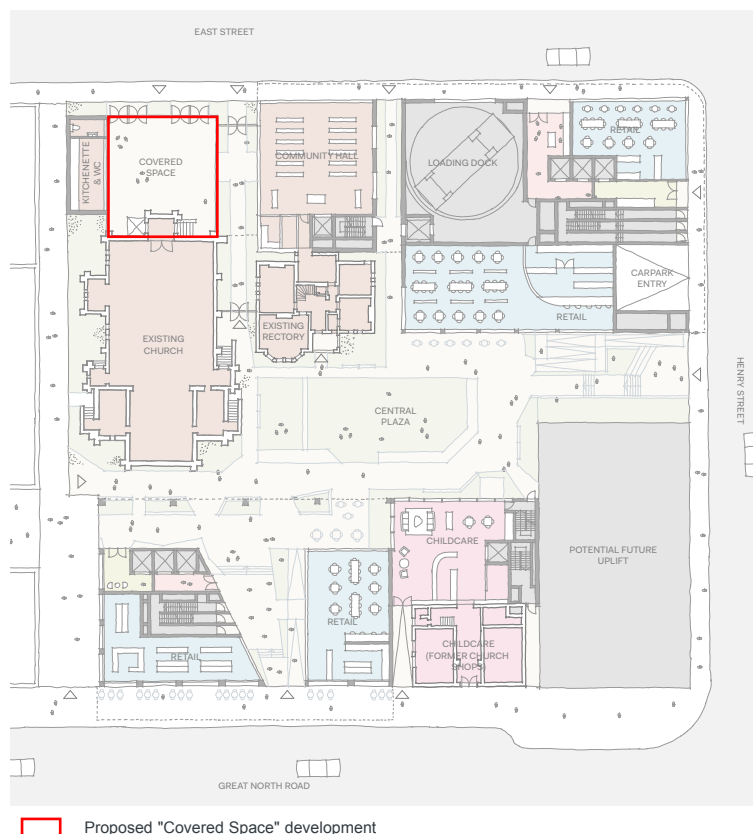 EAST STREET
KITCHENETTE
& WC
COVERED
SPACE
COMMUNITY HALL
LOADING DOCK
RETAIL
CARPARK
ENTRY
RETAIL
EXISTING
CHURCH
EXISTING
RECTORY
HENRY STREET
CENTRAL
PLAZA
CHILDCARE
POTENTIAL FUTURE
UPLIFT
RETAIL
RETAIL
CHILDCARE
(FORMER CHURCH
SHOPS)
GREAT NORTH ROAD
Proposed "Covered Space" development